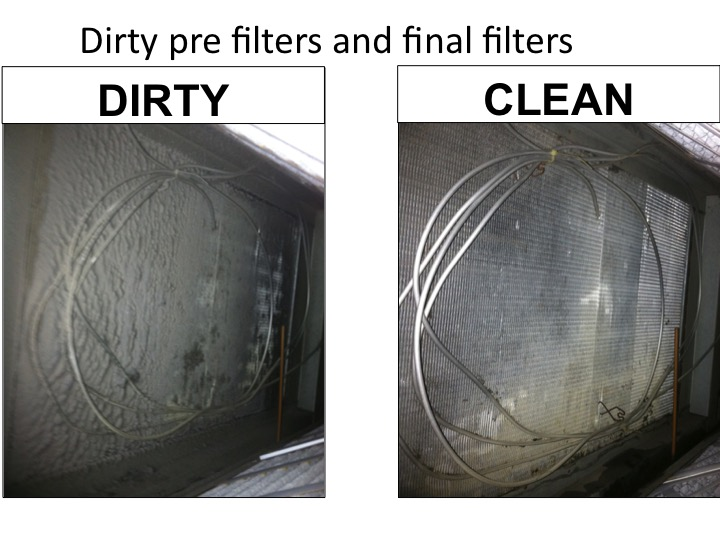 Dirty pre filters and final filters
DIRTY
CLEAN